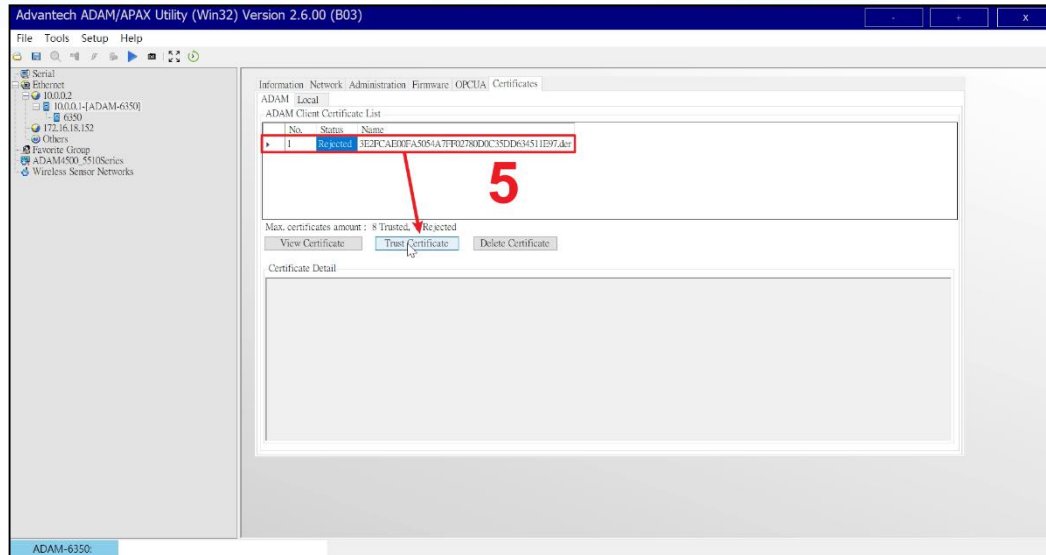 Advantech ADAM/APAX Utility (Win32) Version 2.6.00 (B03)
- + x
File Tools Setup Help
Serial
Ethernet
10.0.0.2
10.0.0.1-[ADAM-6350]
6350
172.16.18.152
Others
Favorite Group
ADAM4500_5510Series
Wireless Sensor Networks
Information Network Administration Firmware OPCUA Certificates
ADAM Local
ADAM Client Certificate List
No. Status Name
1 Rejected 3E2FCAE00FA5054A7FF02780D0C35DD634511E97.der
5
Max. certificates amount : 8 Trusted, Rejected
View Certificate Trust Certificate Delete Certificate
Certificate Detail
ADAM-6350: